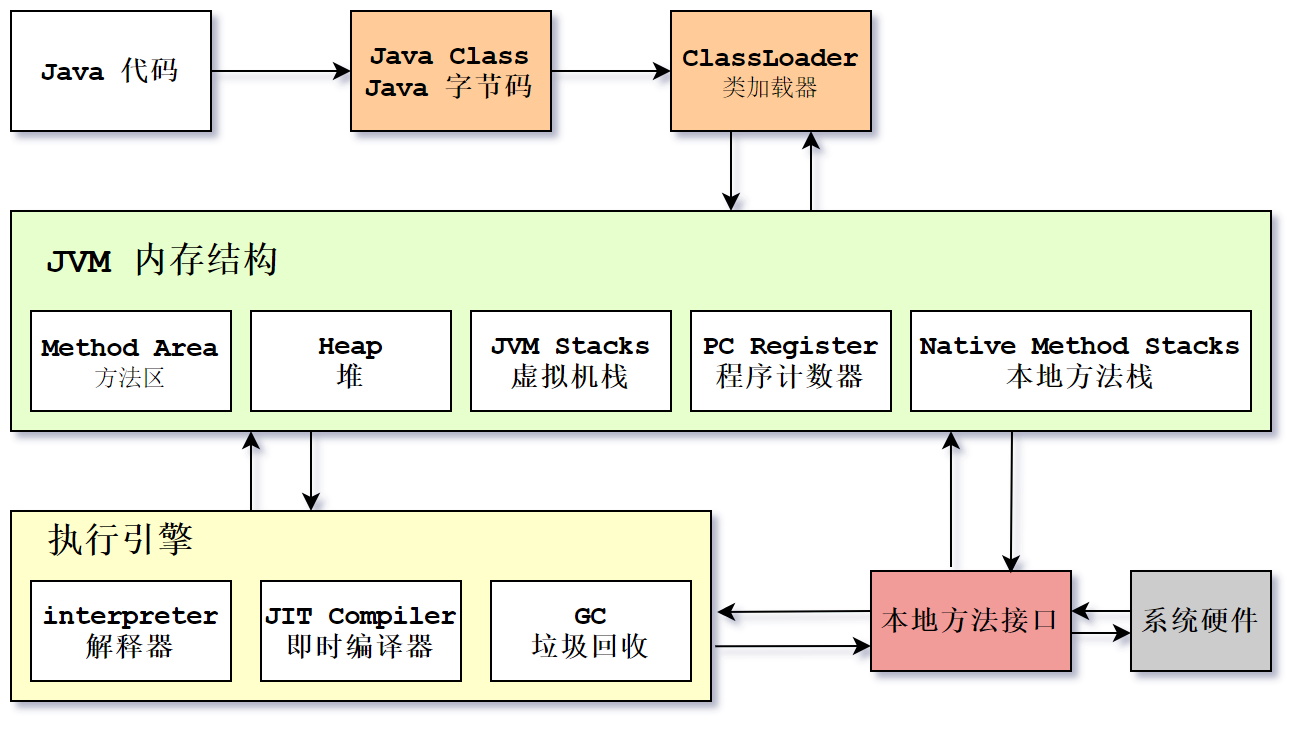 Java 代码
Java Class
Java 字节码
ClassLoader
类加载器
JVM 内存结构
Method Area
方法区
Heap
堆
JVM Stacks
虚拟机栈
PC Register
程序计数器
Native Method Stacks
本地方法栈
执行引擎
interpreter
解释器
JIT Compiler
即时编译器
GC
垃圾回收
本地方法接口
系统硬件